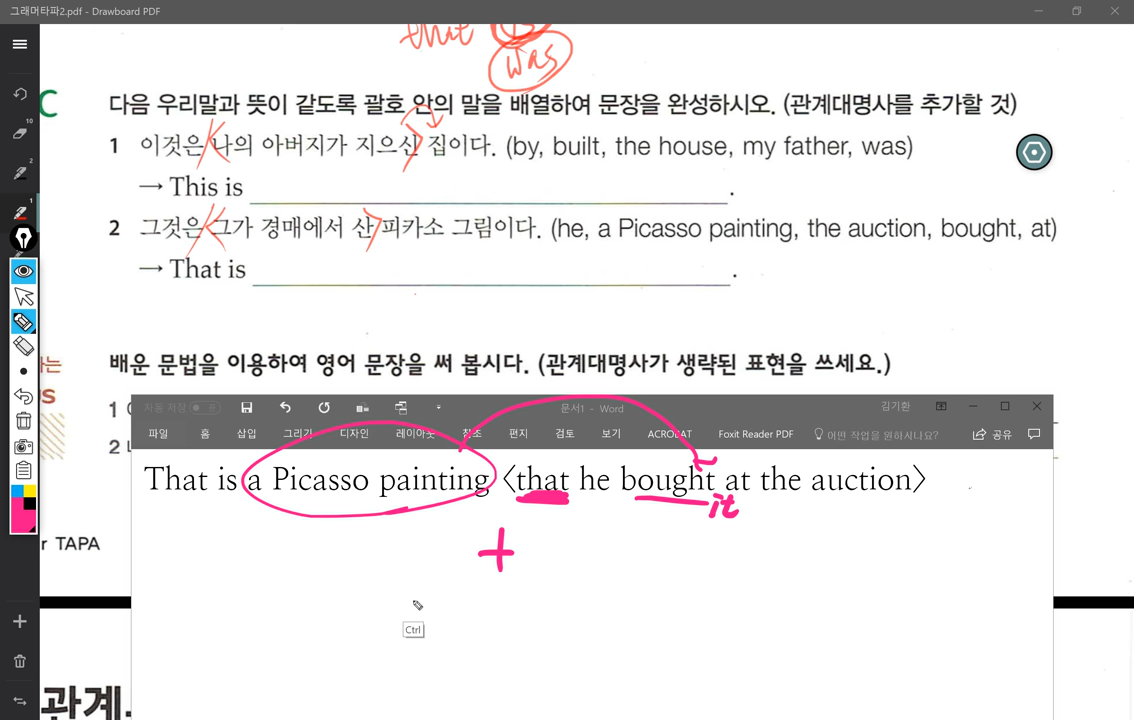 그래머타파2.pdf - Drawboard PDF
that is
was
C
다음 우리말과 뜻이 같도록 괄호 안의 말을 배열하여 문장을 완성하시오. (관계대명사를 추가할 것)
1 이것은 나의 아버지가 지으신 집이다. (by, built, the house, my father, was)
→ This is .
2 그것은 그가 경매에서 산 피카소 그림이다. (he, a Picasso painting, the auction, bought, at)
→ That is .
배운 문법을 이용하여 영어 문장을 써 봅시다. (관계대명사가 생략된 표현을 쓰세요.)
1
2
자동 저장 문서1 - Word 김기환
파일 홈 삽입 그리기 디자인 레이아웃 참조 편지 검토 보기 ACROBAT Foxit Reader PDF 어떤 작업을 원하시나요? 공유
That is a Picasso painting〈that he bought at the auction〉
it
+
r TAPA
Ctrl
관계
10
2
1
는